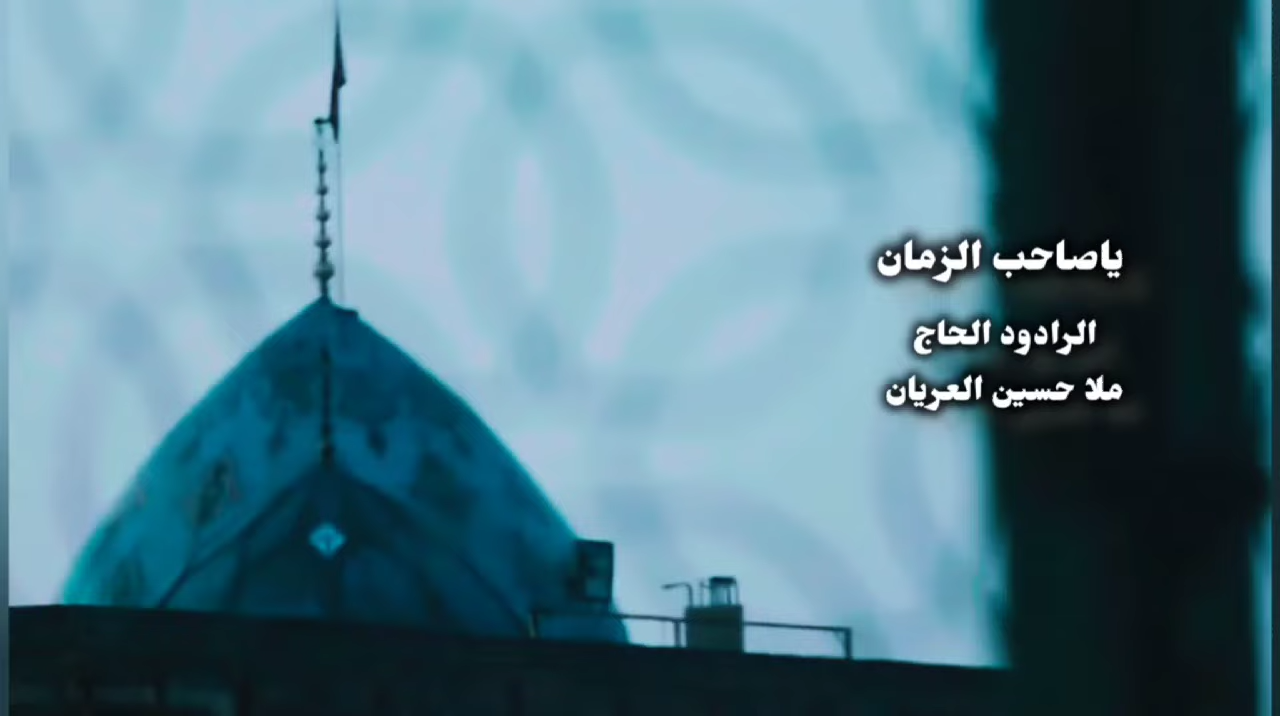 ياصاحب الزمان
الرادود الحاج
ملا حسين العريان